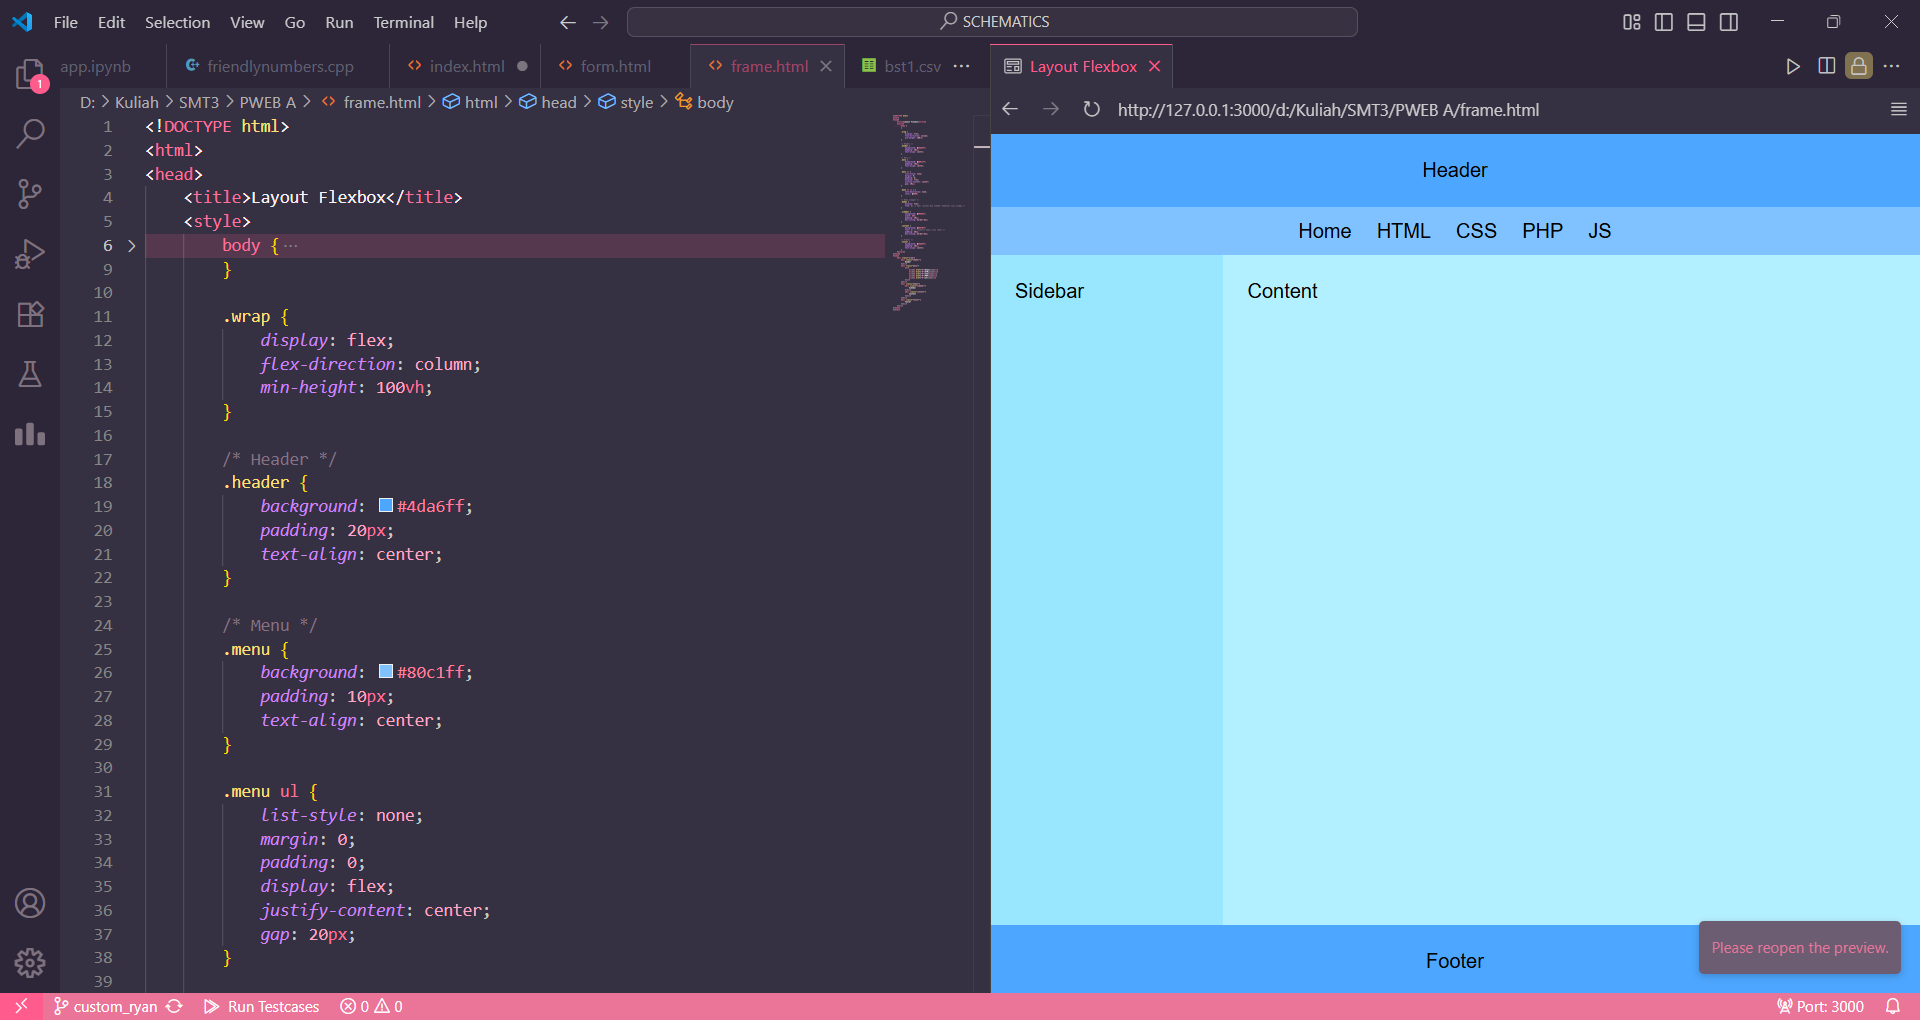 File Edit Selection View Go Run Terminal Help
SCHEMATICS
1
app.ipynb
friendlynumbers.cpp
index.html
form.html
frame.html
bst1.csv
D: > Kuliah > SMT3 > PWEB A > frame.html > html > head > style > body
1 <!DOCTYPE html>
2 <html>
3 <head>
4 <title>Layout Flexbox</title>
5 <style>
6 body { ···
9 }
10
11 .wrap {
12 display: flex;
13 flex-direction: column;
14 min-height: 100vh;
15 }
16
17 /* Header */
18 .header {
19 background: #4da6ff;
20 padding: 20px;
21 text-align: center;
22 }
23
24 /* Menu */
25 .menu {
26 background: #80c1ff;
27 padding: 10px;
28 text-align: center;
29 }
30
31 .menu ul {
32 list-style: none;
33 margin: 0;
34 padding: 0;
35 display: flex;
36 justify-content: center;
37 gap: 20px;
38 }
39
Layout Flexbox
http://127.0.0.1:3000/d:/Kuliah/SMT3/PWEB A/frame.html
Header
Home HTML CSS PHP JS
Sidebar
Content
Footer
Please reopen the preview.
custom_ryan
Run Testcases
0 0
Port: 3000